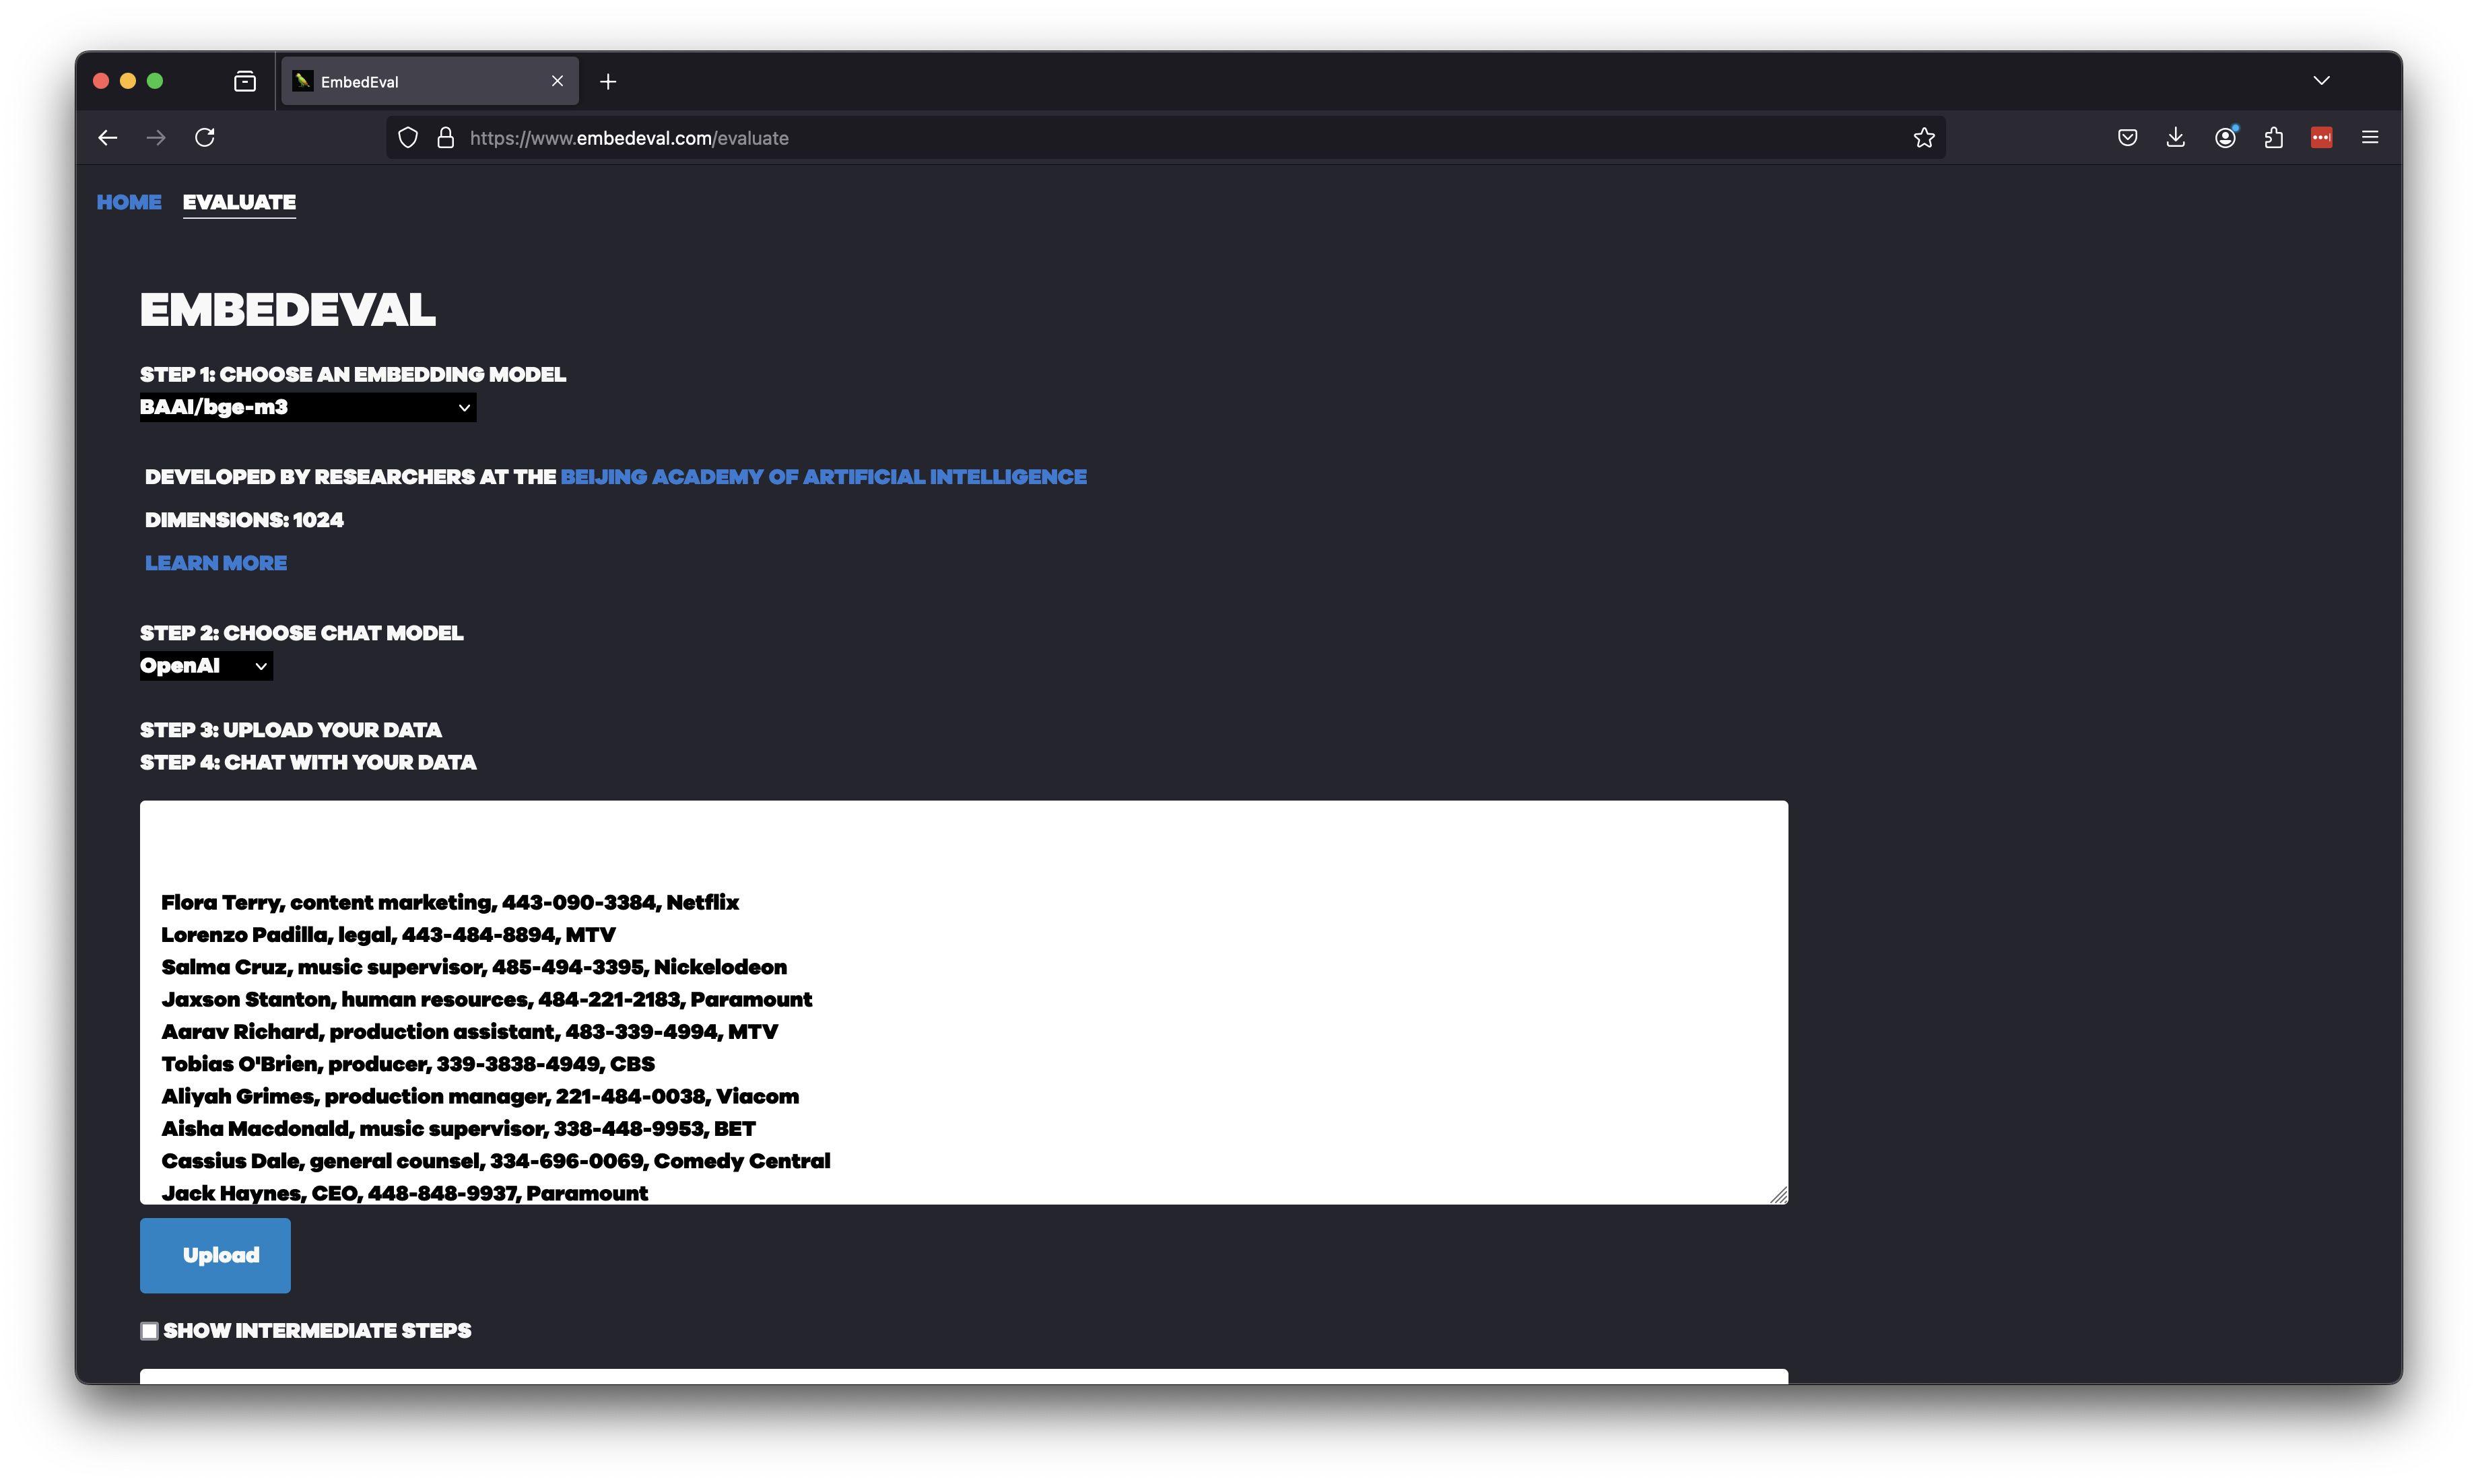 EmbedEval
https://www.embedeval.com/evaluate
HOME EVALUATE
EMBEDEVAL
STEP 1: CHOOSE AN EMBEDDING MODEL
BAAI/bge-m3
DEVELOPED BY RESEARCHERS AT THE BEIJING ACADEMY OF ARTIFICIAL INTELLIGENCE
DIMENSIONS: 1024
LEARN MORE
STEP 2: CHOOSE CHAT MODEL
OpenAI
STEP 3: UPLOAD YOUR DATA
STEP 4: CHAT WITH YOUR DATA
Flora Terry, content marketing, 443-090-3384, Netflix
Lorenzo Padilla, legal, 443-484-8894, MTV
Salma Cruz, music supervisor, 485-494-3395, Nickelodeon
Jaxson Stanton, human resources, 484-221-2183, Paramount
Aarav Richard, production assistant, 483-339-4994, MTV
Tobias O'Brien, producer, 339-3838-4949, CBS
Aliyah Grimes, production manager, 221-484-0038, Viacom
Aisha Macdonald, music supervisor, 338-448-9953, BET
Cassius Dale, general counsel, 334-696-0069, Comedy Central
Jack Haynes, CEO, 448-848-9937, Paramount
Upload
SHOW INTERMEDIATE STEPS